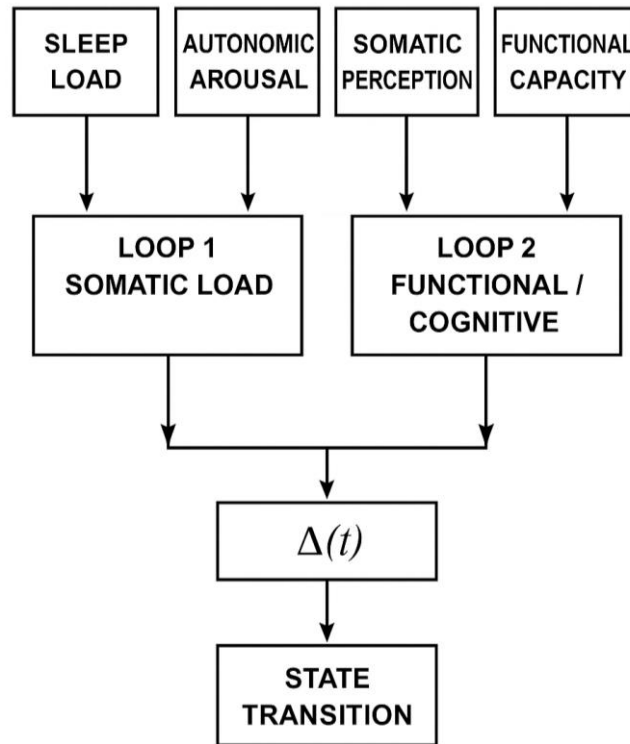 SLEEP
LOAD
AUTONOMIC
AROUSAL
SOMATIC
PERCEPTION
FUNCTIONAL
CAPACITY
LOOP 1
SOMATIC LOAD
LOOP 2
FUNCTIONAL /
COGNITIVE
Δ(t)
STATE
TRANSITION